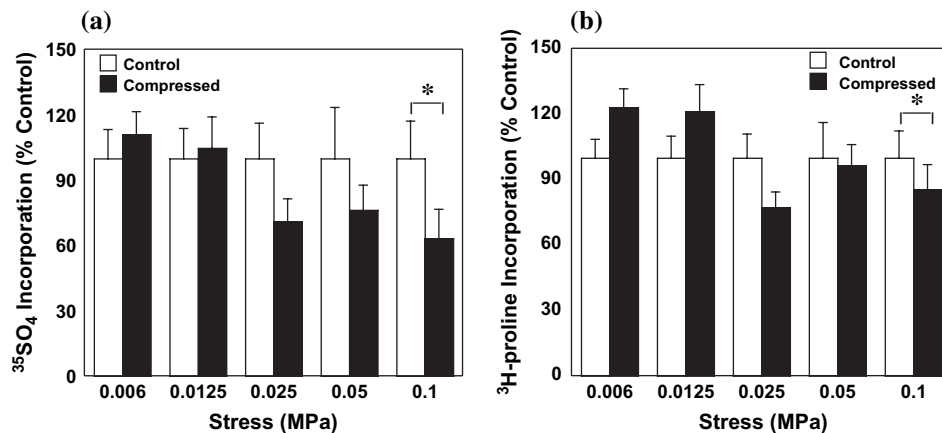 (a)
150
120
90
60
30
0
³⁵SO₄ Incorporation (% Control)
Control
Compressed
*
0.006 0.0125 0.025 0.05 0.1
Stress (MPa)
(b)
150
120
90
60
30
0
³H-proline Incorporation (% Control)
Control
Compressed
*
0.006 0.0125 0.025 0.05 0.1
Stress (MPa)